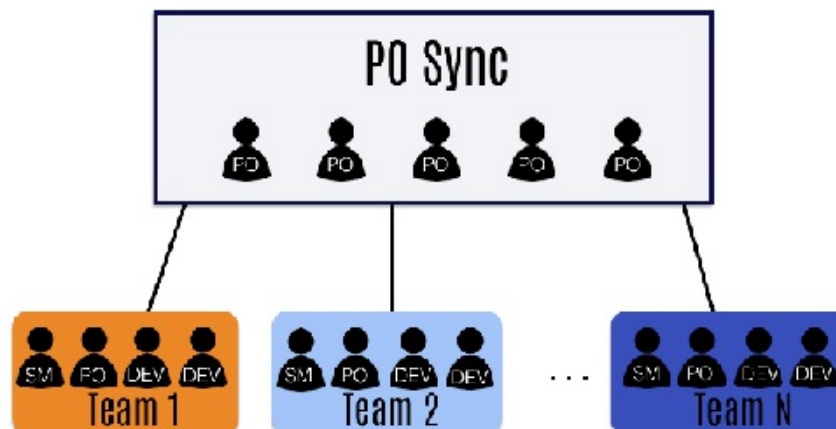 PO Sync
PO PO PO PO PO
SM PO DEV DEV SM PO DEV DEV ... SM PO DEV DEV
Team 1 Team 2 Team N